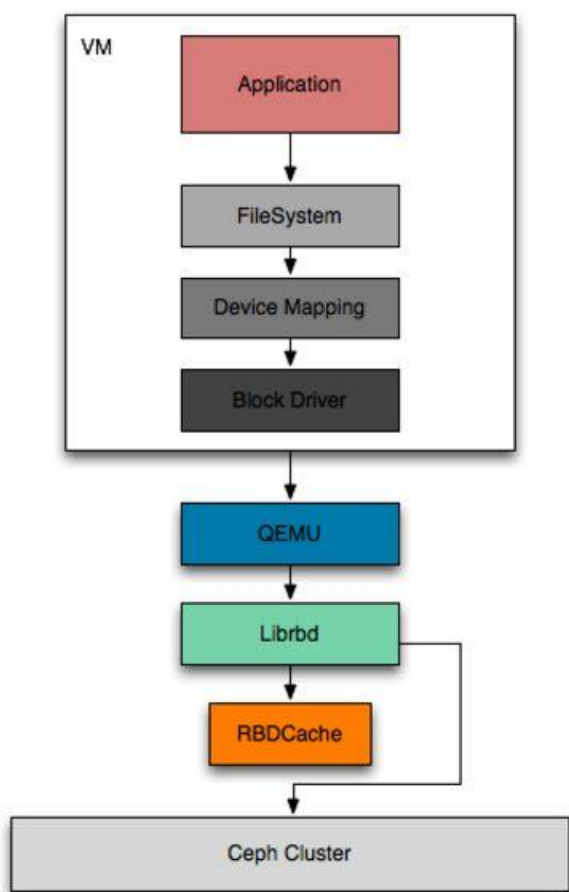 VM
Application
FileSystem
Device Mapping
Block Driver
QEMU
Librbd
RBDCache
Ceph Cluster